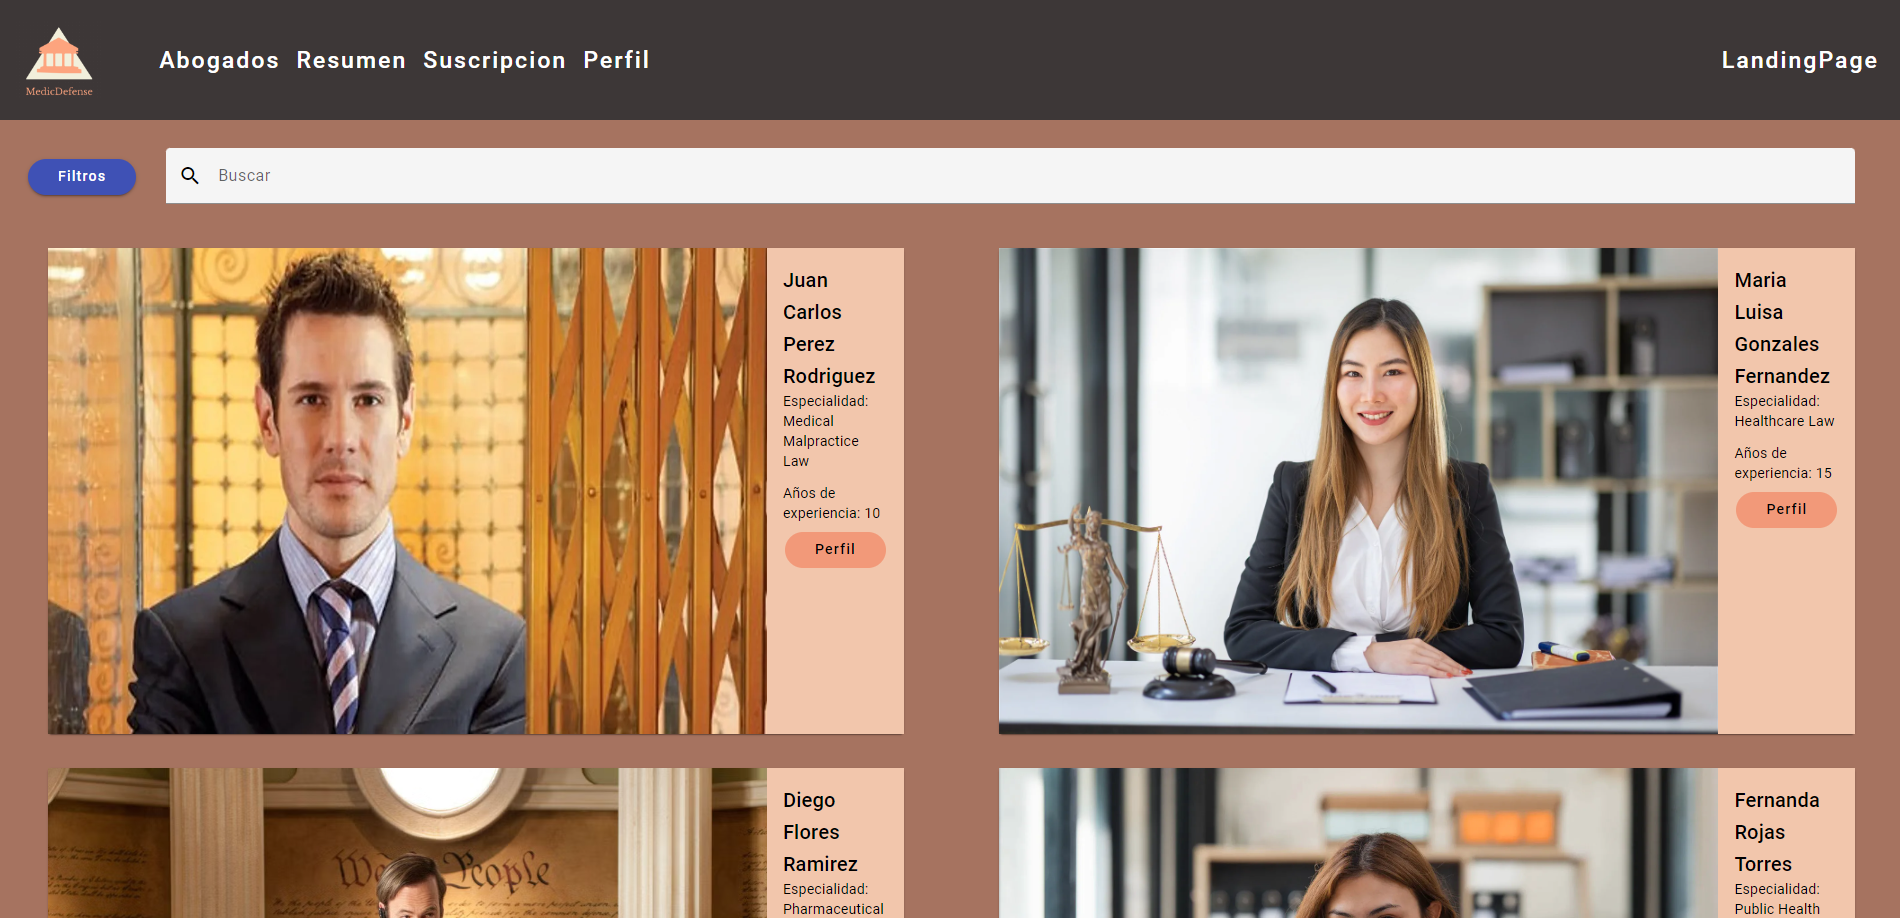 MedicDefense
Abogados Resumen Suscripcion Perfil
LandingPage
Filtros
Buscar
Juan
Carlos
Perez
Rodriguez
Especialidad:
Medical
Malpractice
Law
Años de
experiencia: 10
Perfil
Maria
Luisa
Gonzales
Fernandez
Especialidad:
Healthcare Law
Años de
experiencia: 15
Perfil
We People
Diego
Flores
Ramirez
Especialidad:
Pharmaceutical
Fernanda
Rojas
Torres
Especialidad:
Public Health